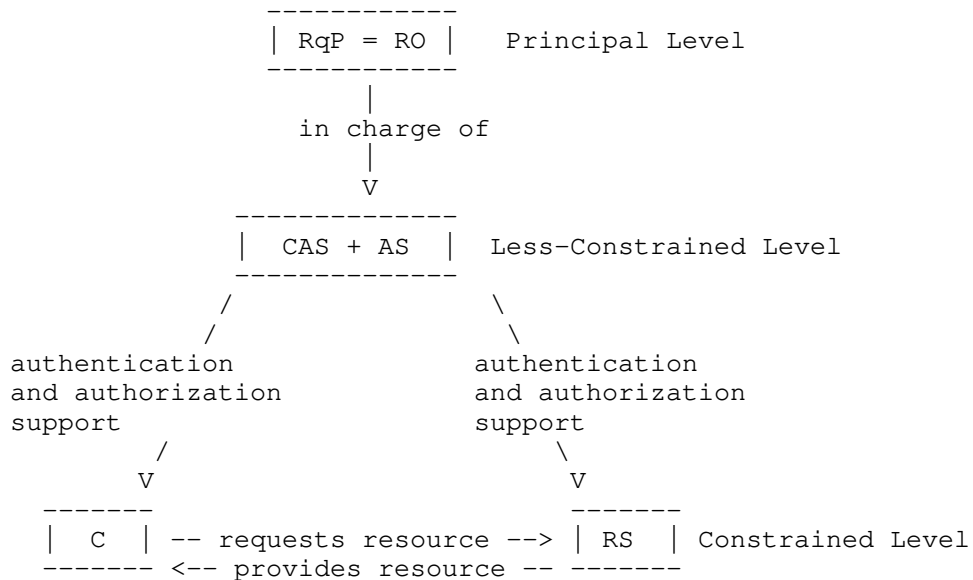 ------------
| RqP = RO |   Principal Level
------------
|
in charge of
|
V
--------------
|  CAS + AS  |  Less-Constrained Level
--------------
/                \
/                  \
authentication               authentication
and authorization            and authorization
support                      support
/                        \
V                          V
-------                          -------
|  C  | -- requests resource --> | RS  | Constrained Level
------- <-- provides resource -- -------